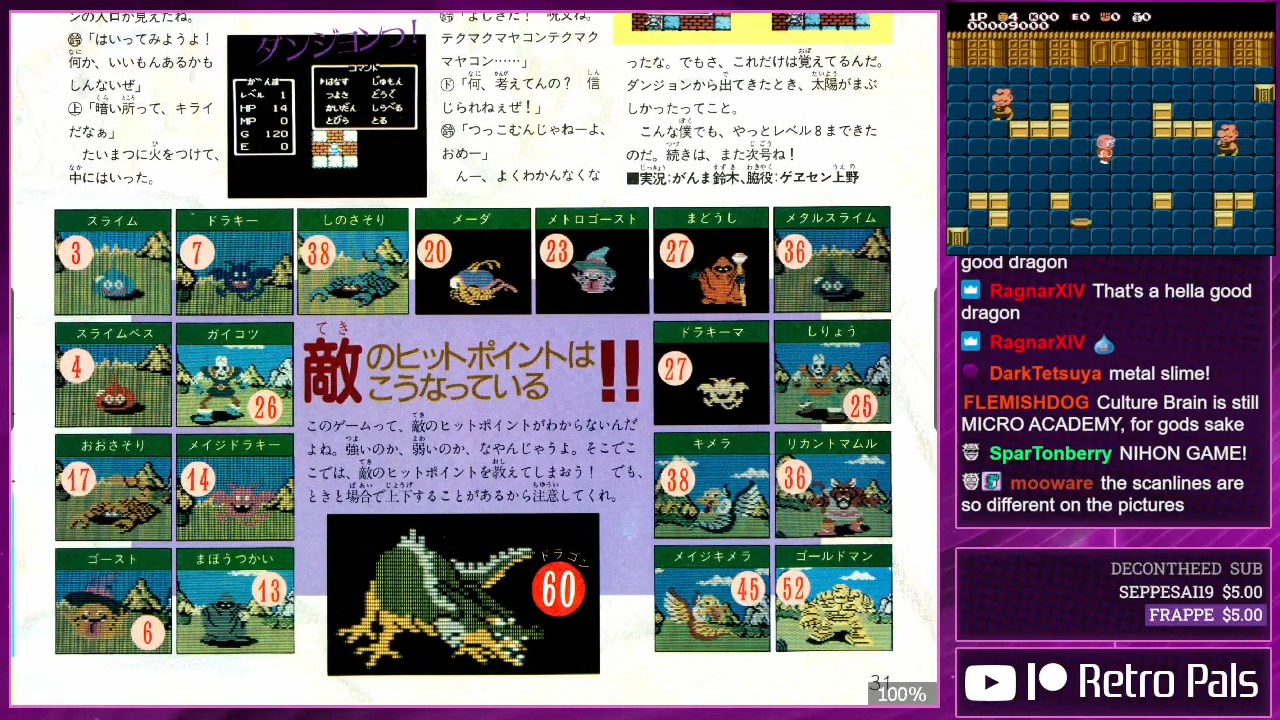 ンの人口が見えたね。
「はいってみようよ！
何か、いいもんあるかも
しんないぜ」
㊤「暗い所って、キライ
だなぁ」
たいまつに火をつけて、
中にはいった。
ダンジョンつ！
コマンド
がんま
レベル 1
HP 14
MP 0
G 120
E 0
はなす じゅもん
つよさ どうぐ
かいだん しらべる
とびら とる
「よしきた！ 呪文ね。
テクマクマヤコンテクマク
マヤコン……」
ド「何、考えてんの？ 信
じられねぇぜ！」
「つっこむんじゃねーよ、
おめー」
んー、よくわかんなくな
ったな。でもさ、これだけは覚えてるんだ。
ダンジョンから出てきたとき、太陽がまぶ
しかったってこと。
こんな僕でも、やっとレベル8まできた
のだ。続きは、また次号ね！
■実況:がんま鈴木、脇役:ゲヱセン上野
スライム
3
ドラキー
7
しのさそり
38
メーダ
20
メトロゴースト
23
まどうし
27
メタルスライム
36
スライムベス
4
ガイコツ
26
敵のヒットポイントは
こうなっている!!
ドラキーマ
27
しりょう
25
このゲームって、敵のヒットポイントがわからないんだ
よね。強いのか、弱いのか、なやんじゃうよ。そこでこ
こでは、敵のヒットポイントを教えてしまおう！ でも、
ときと場合で上下することがあるから注意してくれ。
おおさそり
17
メイジドラキー
14
キメラ
38
リカントマムル
36
ゴースト
6
まほうつかい
13
ドラゴン
60
メイジキメラ
45
ゴールドマン
52
31
100%
1P 4 K00 E0 0 0
00009000
good dragon
RagnarXIV That's a hella good
dragon
RagnarXIV
DarkTetsuya metal slime!
FLEMISHDOG Culture Brain is still
MICRO ACADEMY, for gods sake
SparTonberry NIHON GAME!
mooware the scanlines are
so different on the pictures
DECONTHEED SUB
SEPPESAI19 $5.00
FRAPPE $5.00
Retro Pals